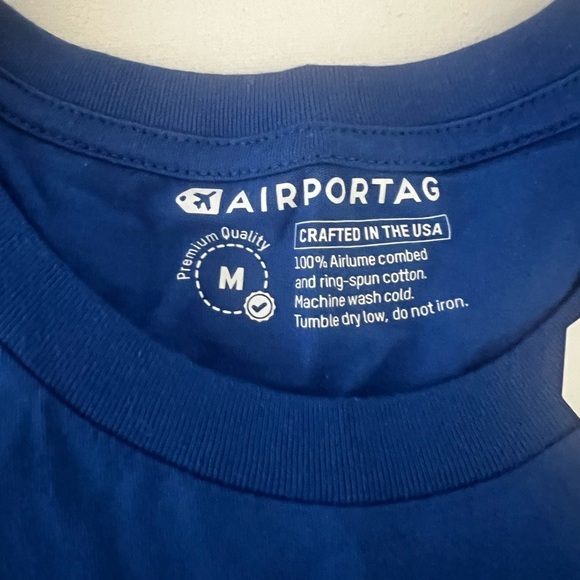 AIRPORTAG
Premium Quality
M
CRAFTED IN THE USA
100% Airlume combed
and ring-spun cotton.
Machine wash cold.
Tumble dry low, do not iron.